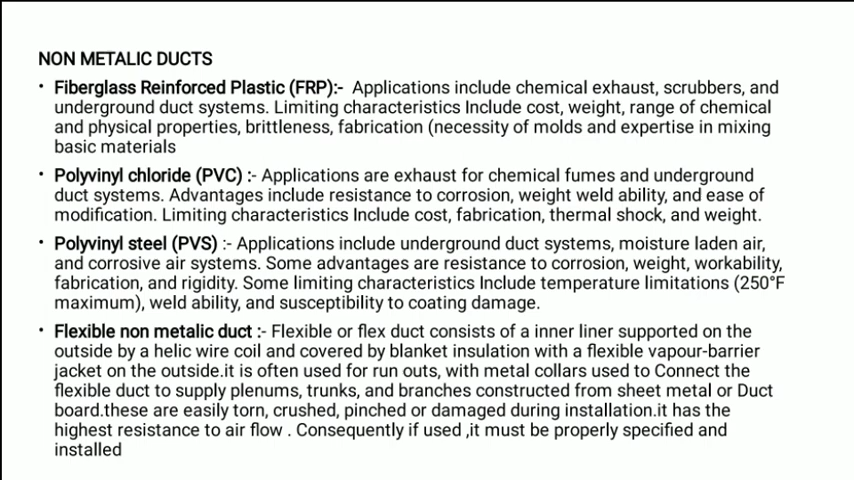 NON METALIC DUCTS
• Fiberglass Reinforced Plastic (FRP):- Applications include chemical exhaust, scrubbers, and
underground duct systems. Limiting characteristics Include cost, weight, range of chemical
and physical properties, brittleness, fabrication (necessity of molds and expertise in mixing
basic materials
• Polyvinyl chloride (PVC) :- Applications are exhaust for chemical fumes and underground
duct systems. Advantages include resistance to corrosion, weight weld ability, and ease of
modification. Limiting characteristics Include cost, fabrication, thermal shock, and weight.
• Polyvinyl steel (PVS) :- Applications include underground duct systems, moisture laden air,
and corrosive air systems. Some advantages are resistance to corrosion, weight, workability,
fabrication, and rigidity. Some limiting characteristics Include temperature limitations (250°F
maximum), weld ability, and susceptibility to coating damage.
• Flexible non metalic duct :- Flexible or flex duct consists of a inner liner supported on the
outside by a helic wire coil and covered by blanket insulation with a flexible vapour-barrier
jacket on the outside.it is often used for run outs, with metal collars used to Connect the
flexible duct to supply plenums, trunks, and branches constructed from sheet metal or Duct
board.these are easily torn, crushed, pinched or damaged during installation.it has the
highest resistance to air flow . Consequently if used ,it must be properly specified and
installed